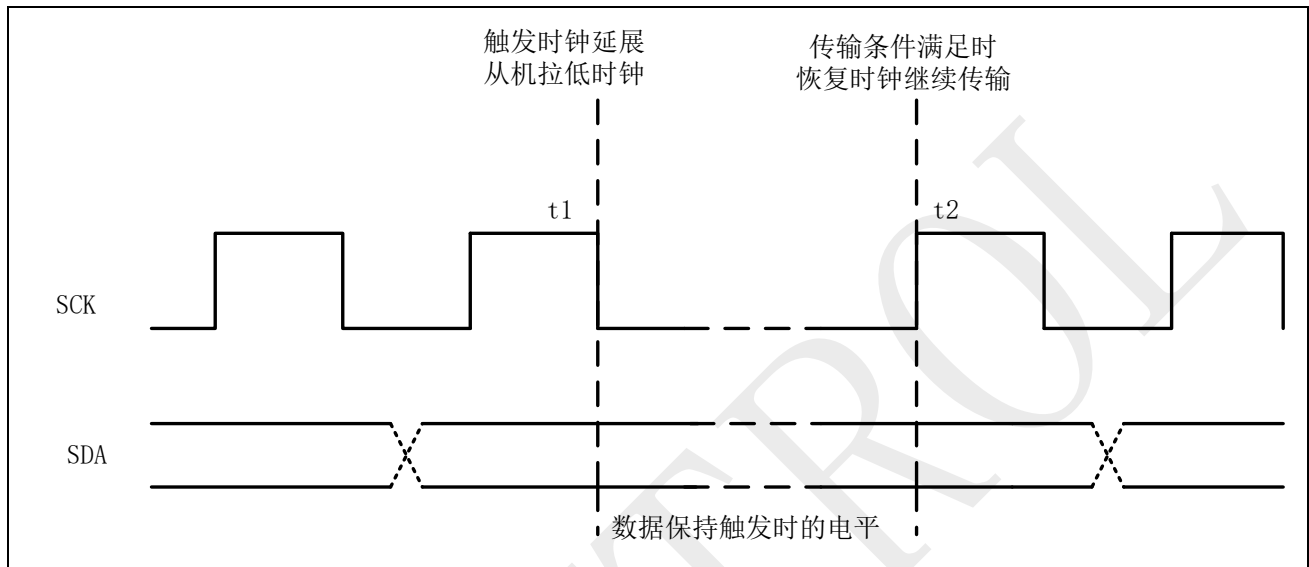 触发时钟延展
从机拉低时钟
传输条件满足时
恢复时钟继续传输
t1
t2
SCK
SDA
数据保持触发时的电平
TROL